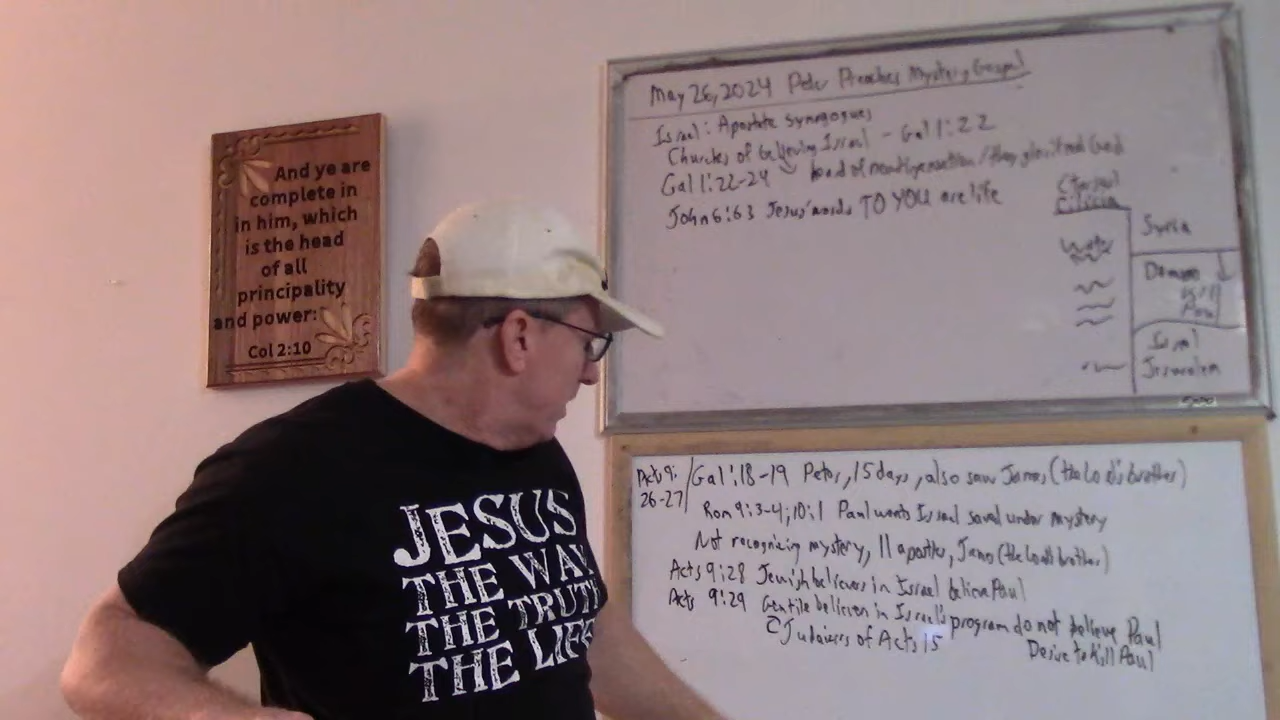 And ye are
complete in
in him, which
is the head
of all
principality
and power:
Col 2:10
JESUS
THE WAY
THE TRUTH
THE LIFE
May 26, 2024 Peter Preaches Mystery Gospel
Israel: Apostate synagogues
Churches of believing Israel - Gal 1:22
Gal 1:22-24 head of / they glorified God
John 6:63 Jesus' words TO YOU are life
Cilicia
Syria
Water
Kill
Paul
Israel
Jerusalem
Acts 9:
26-27
Gal 1:18-19 Peter, 15 days, also saw James (the Lord's brother)
Rom 9:3-4; 10:1 Paul wants Israel saved under mystery
Not recognizing mystery, 11 apostles, James (the Lord's brother)
Acts 9:28 Jewish believers in Israel believe Paul
Acts 9:29 Gentile believers in Israel's program do not believe Paul
Judaizers of Acts 15
Desire to Kill Paul